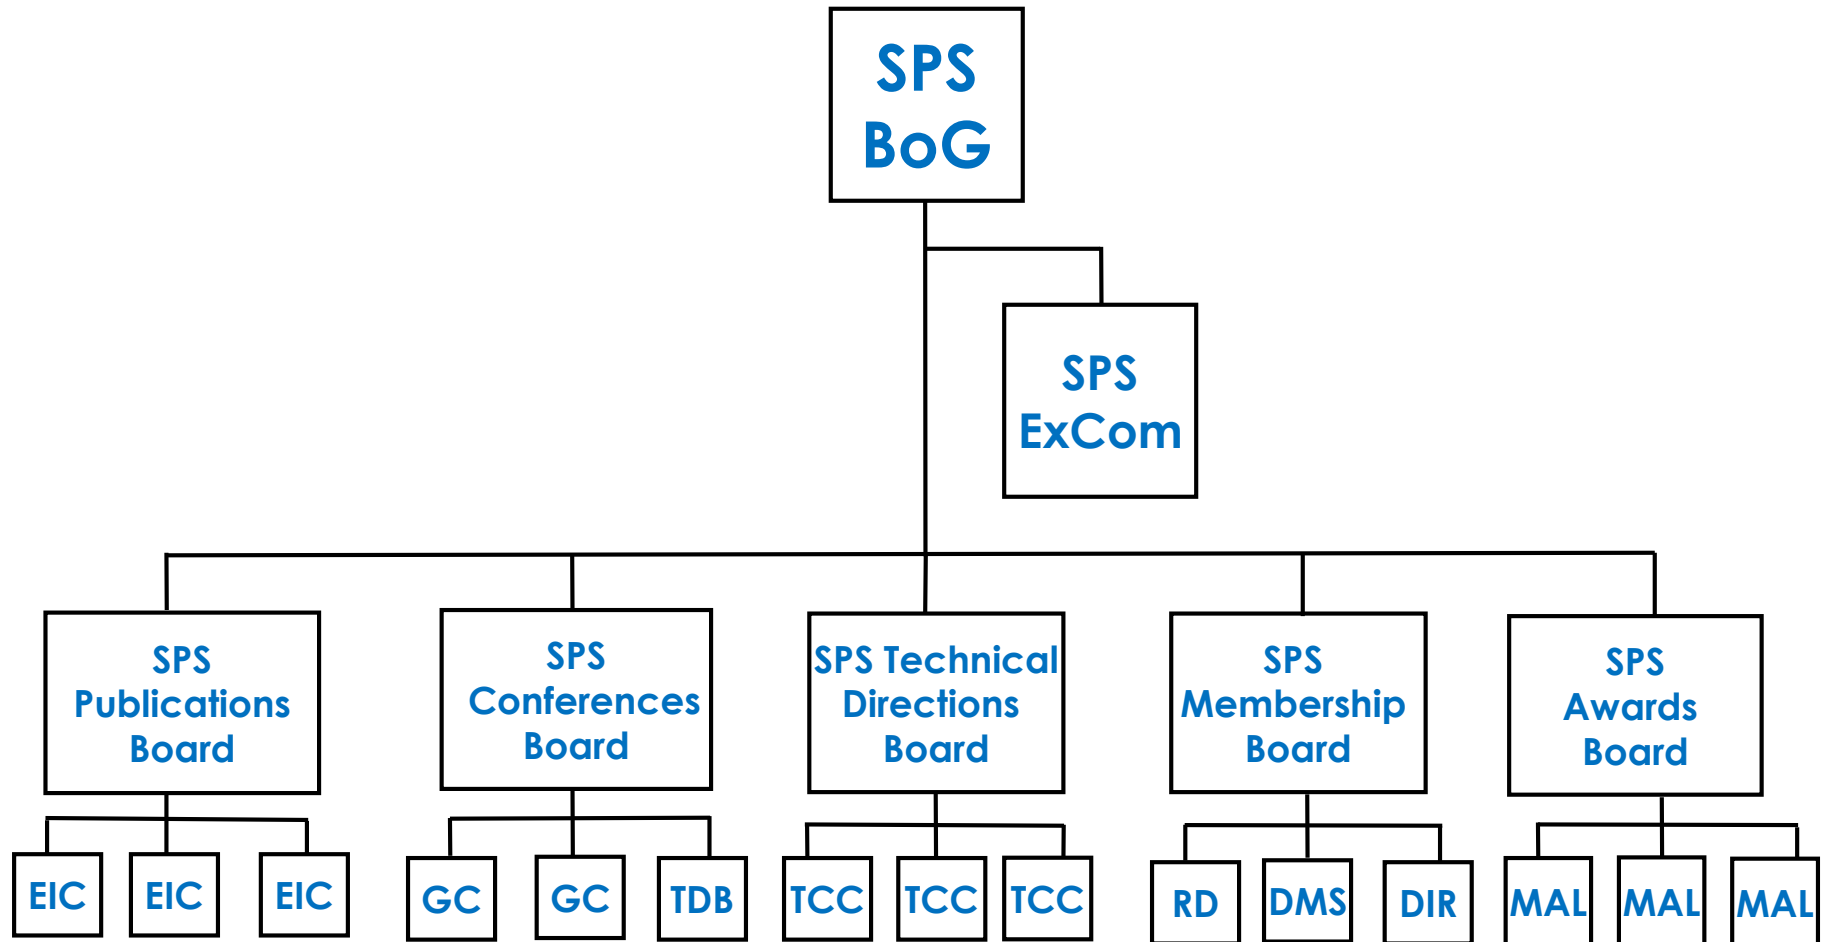 SPS
BoG
SPS
ExCom
SPS
Publications
Board
SPS
Conferences
Board
SPS Technical
Directions
Board
SPS
Membership
Board
SPS
Awards
Board
EIC
EIC
EIC
GC
GC
TDB
TCC
TCC
TCC
RD
DMS
DIR
MAL
MAL
MAL